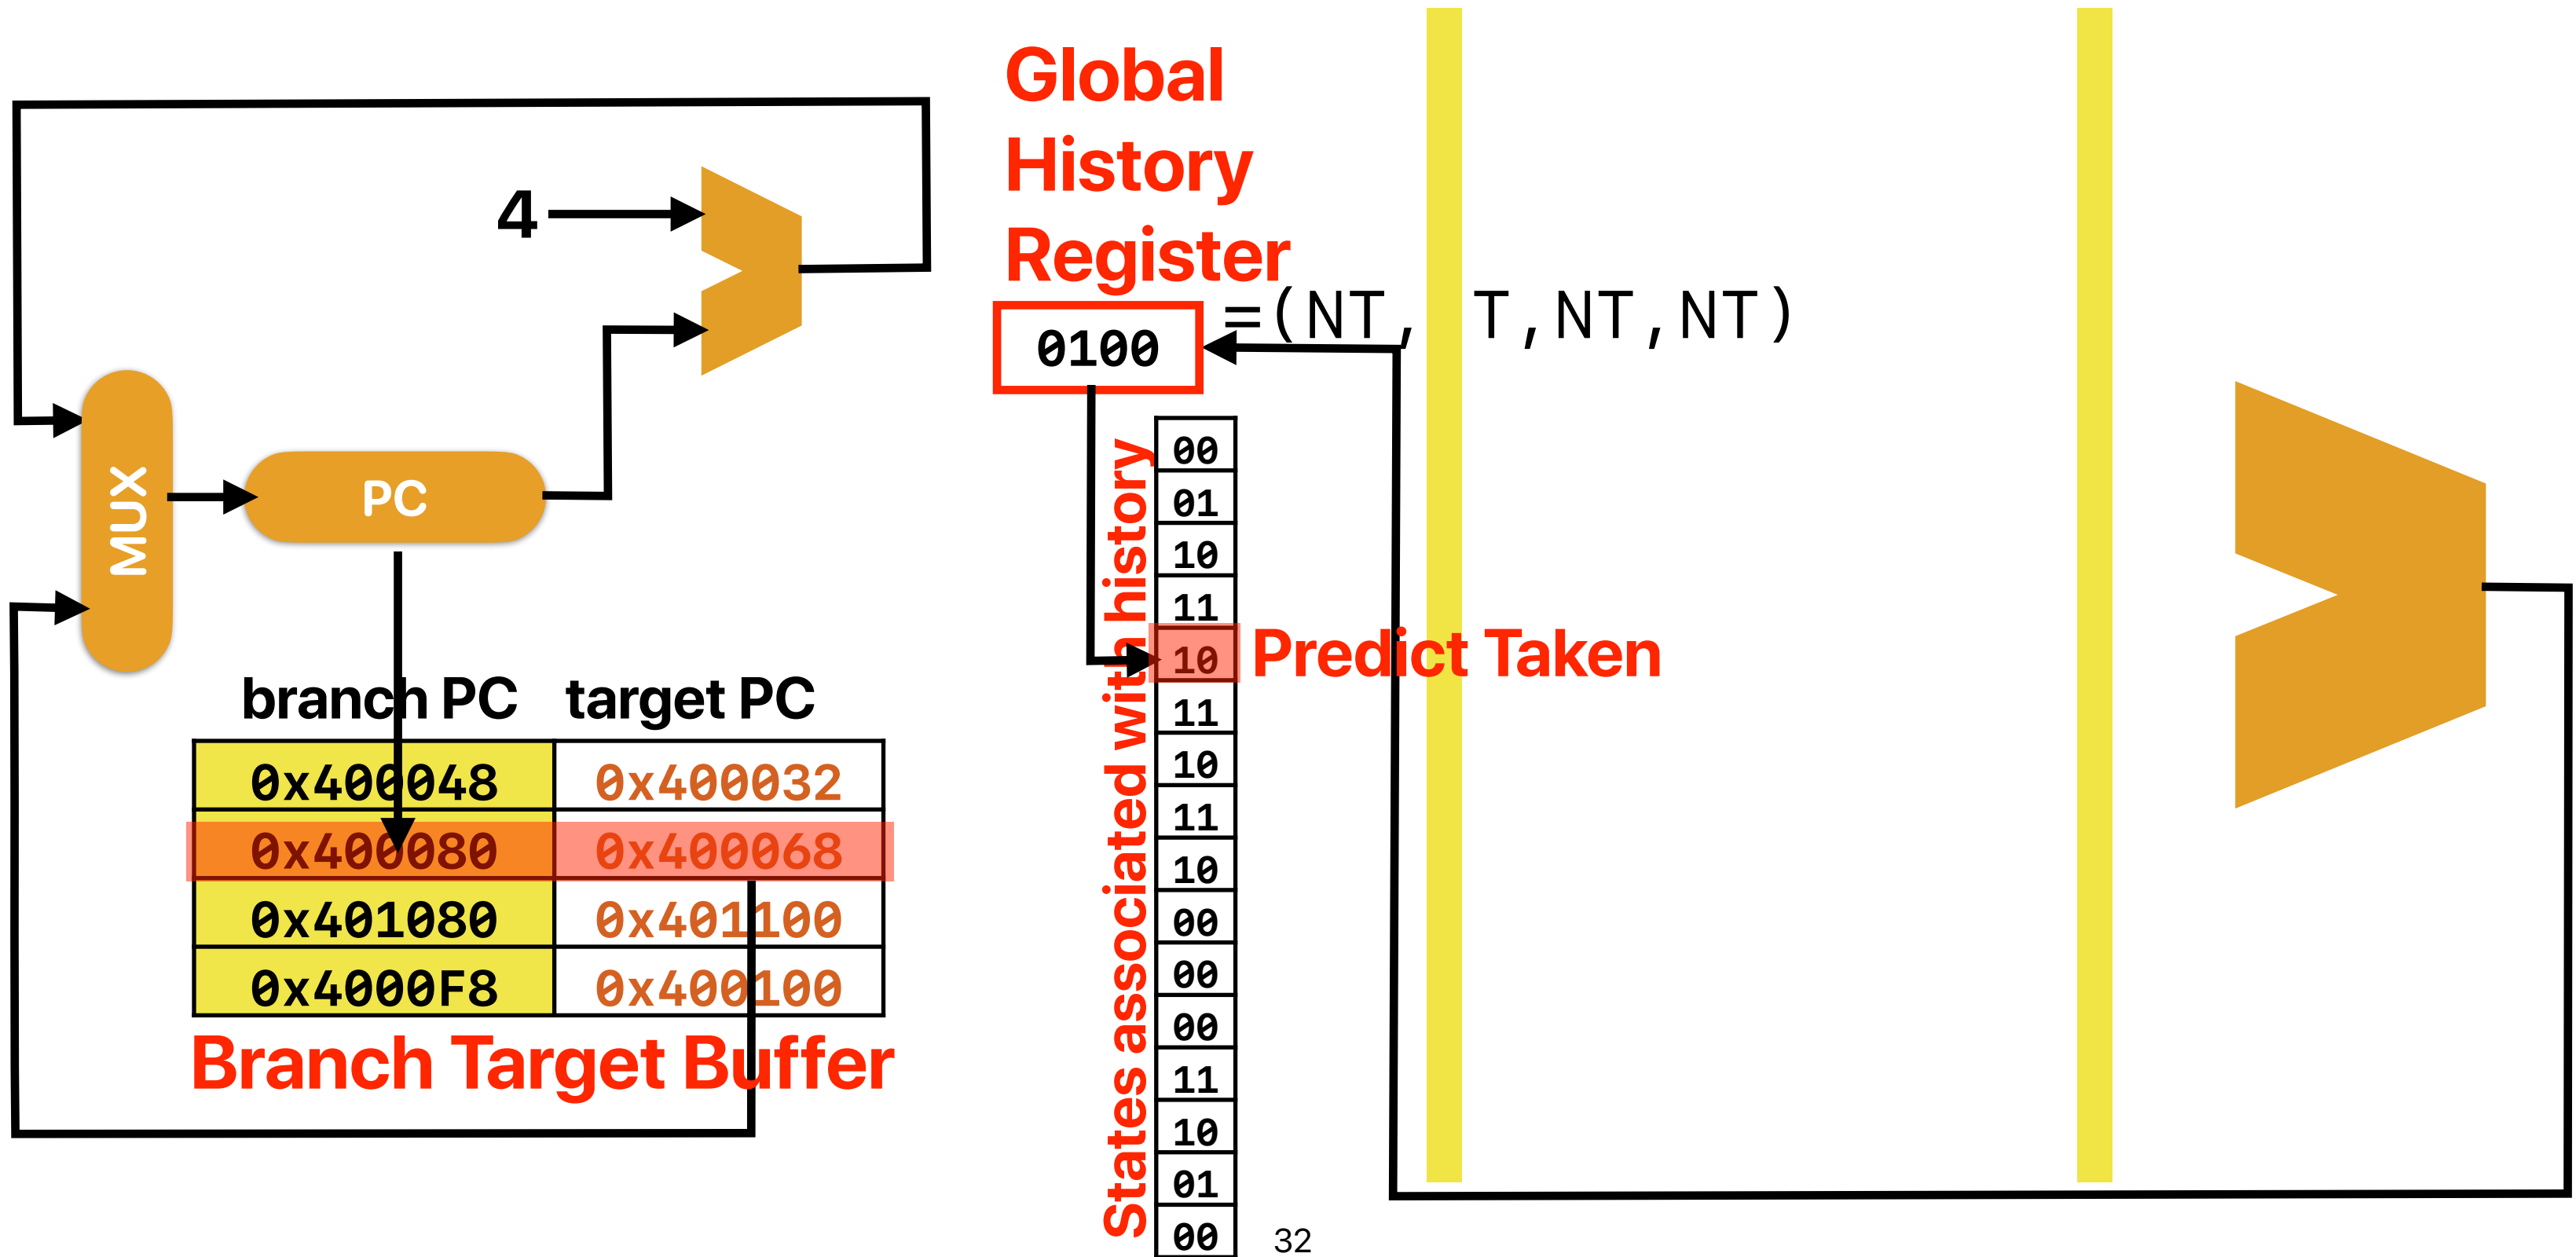 Global
History
Register
4
=(NT, T,NT,NT)
0100
MUX
PC
States associated with history
00
01
10
11
10
Predict Taken
11
10
11
10
00
00
00
11
10
01
00
branch PC target PC
0x400048 0x400032
0x400080 0x400068
0x401080 0x401100
0x4000F8 0x400100
Branch Target Buffer
32